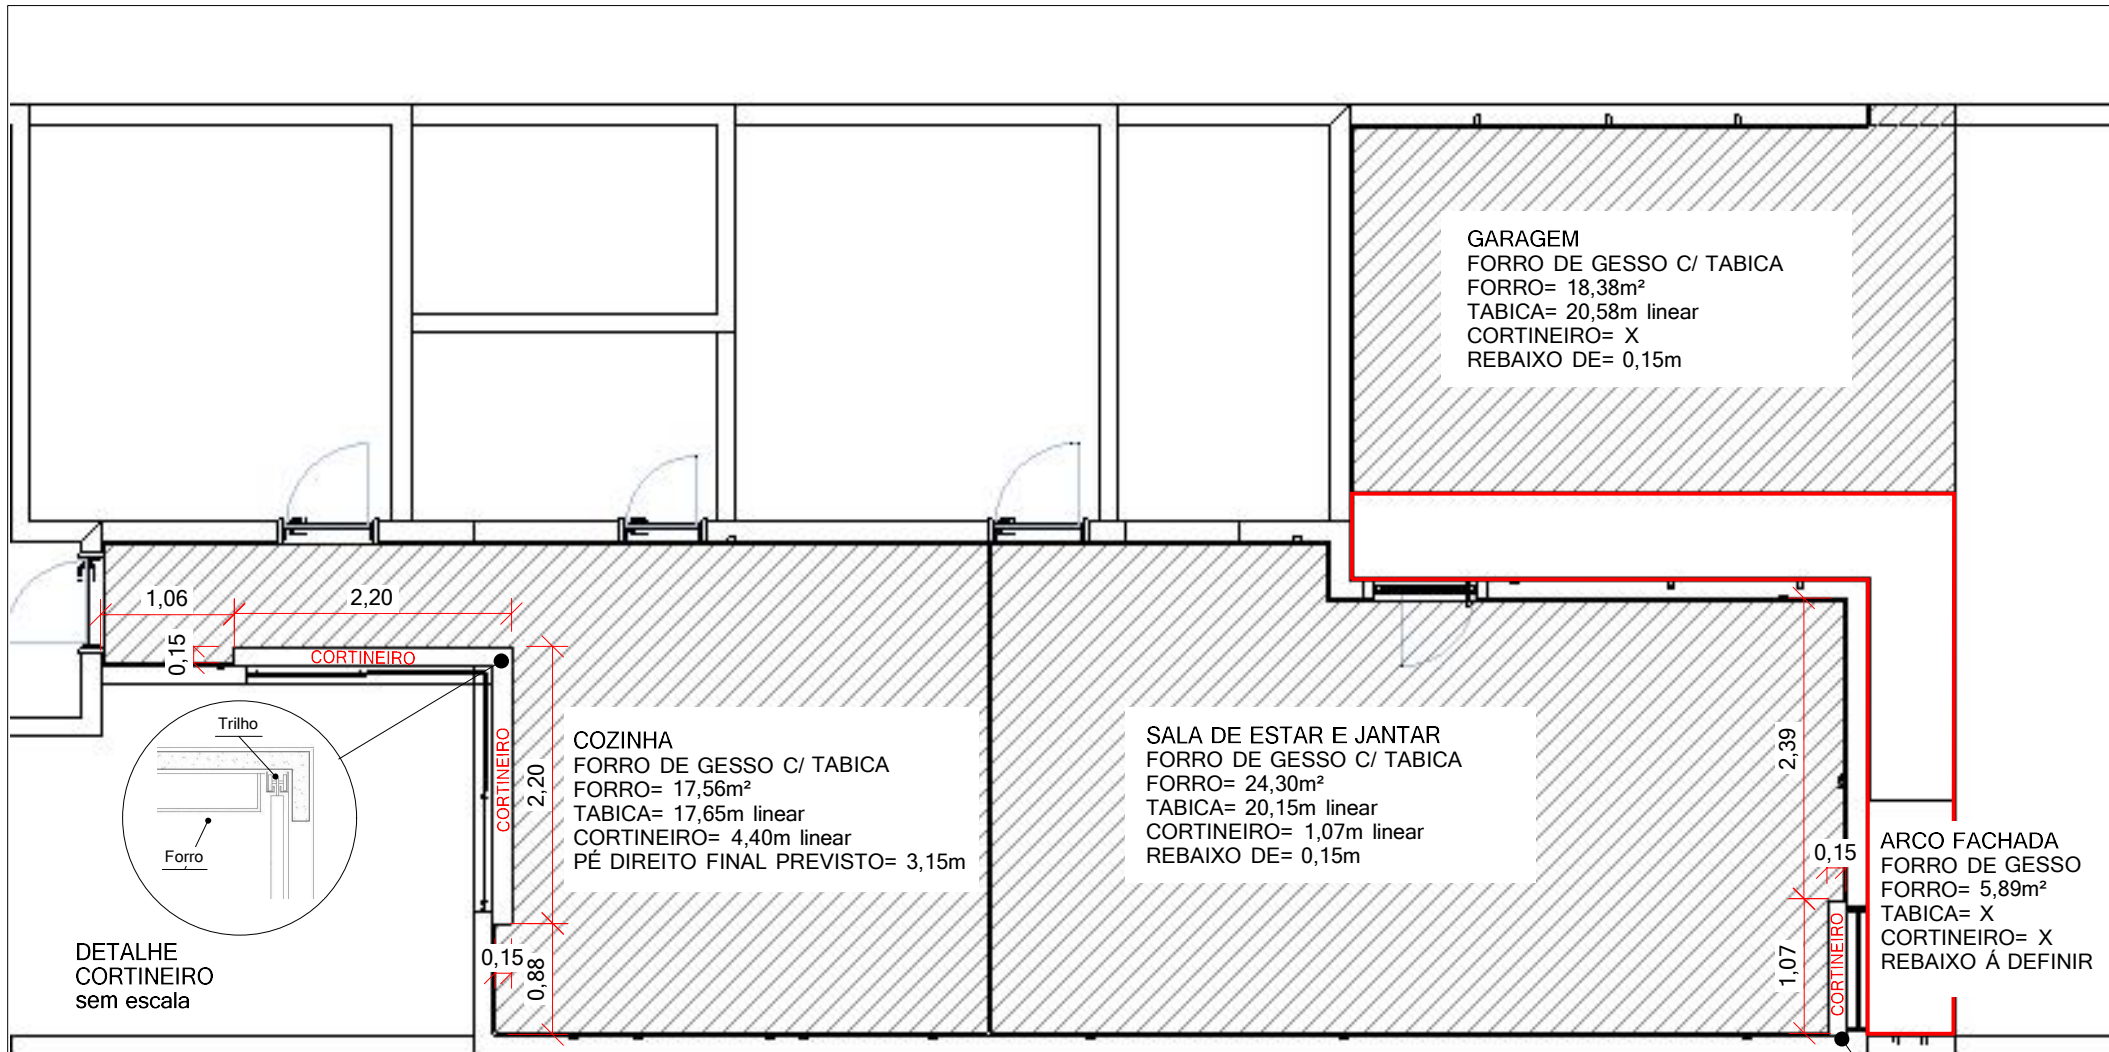 GARAGEM
FORRO DE GESSO C/ TABICA
FORRO= 18,38m²
TABICA= 20,58m linear
CORTINEIRO= X
REBAIXO DE= 0,15m
1,06
2,20
0,15
CORTINEIRO
Trilho
Forro
DETALHE
CORTINEIRO
sem escala
CORTINEIRO
2,20
0,15
0,88
COZINHA
FORRO DE GESSO C/ TABICA
FORRO= 17,56m²
TABICA= 17,65m linear
CORTINEIRO= 4,40m linear
PÉ DIREITO FINAL PREVISTO= 3,15m
SALA DE ESTAR E JANTAR
FORRO DE GESSO C/ TABICA
FORRO= 24,30m²
TABICA= 20,15m linear
CORTINEIRO= 1,07m linear
REBAIXO DE= 0,15m
2,39
0,15
1,07
CORTINEIRO
ARCO FACHADA
FORRO DE GESSO
FORRO= 5,89m²
TABICA= X
CORTINEIRO= X
REBAIXO Á DEFINIR